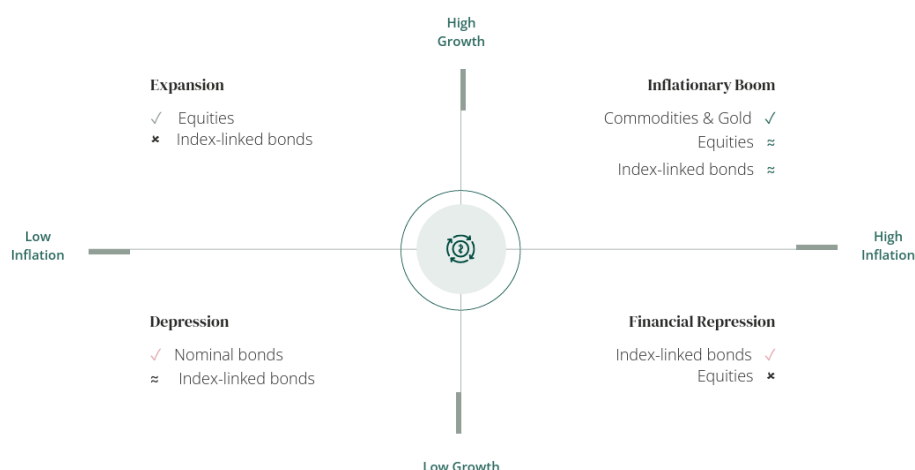 High
Growth
Expansion
✓ Equities
× Index-linked bonds
Inflationary Boom
Commodities & Gold ✓
Equities ≈
Index-linked bonds ≈
Low
Inflation
High
Inflation
Depression
✓ Nominal bonds
≈ Index-linked bonds
Financial Repression
Index-linked bonds ✓
Equities ×
Low Growth